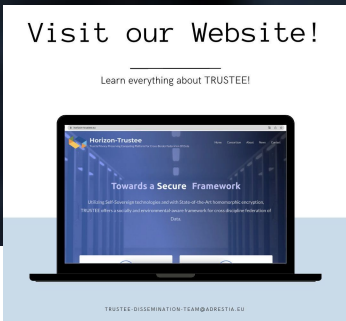 Visit our Website!
Learn everything about TRUSTEE!
Horizon-Trustee
Towards a Secure Framework
Utilizing Self-Sovereign technologies and with State-of-the-Art homomorphic encryption,
TRUSTEE offers a socially and environmental aware framework for cross discipline federation of
Data.
TRUSTEE-DISSEMINATION-TEAM@ADRESTIA.EU